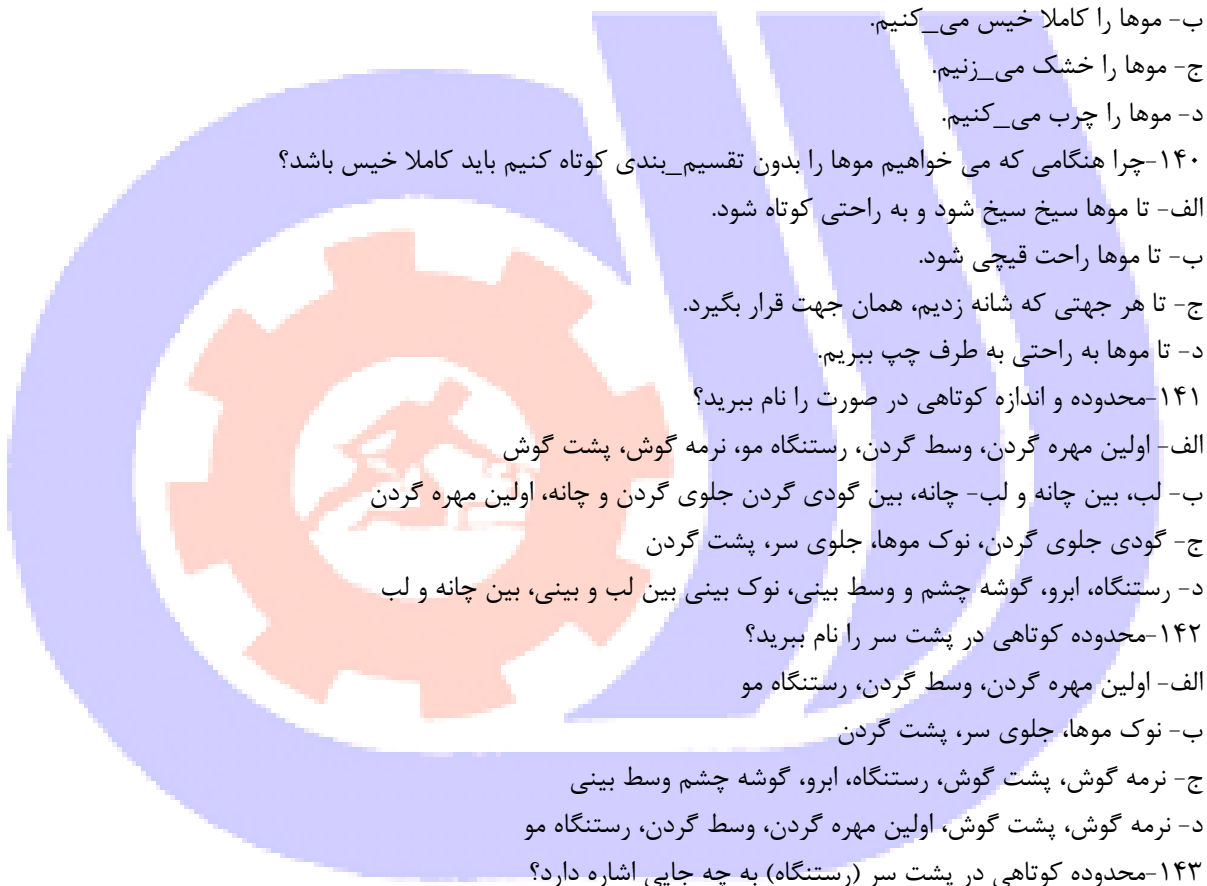 ب- موها را کاملا خیس می_کنیم.
ج- موها را خشک می_زنیم.
د- موها را چرب می_کنیم.
۱۴۰-چرا هنگامی که می خواهیم موها را بدون تقسیم_بندی کوتاه کنیم باید کاملا خیس باشد؟
الف- تا موها سیخ سیخ شود و به راحتی کوتاه شود.
ب- تا موها راحت قیچی شود.
ج- تا هر جهتی که شانه زدیم، همان جهت قرار بگیرد.
د- تا موها به راحتی به طرف چپ ببریم.
۱۴۱-محدوده و اندازه کوتاهی در صورت را نام ببرید؟
الف- اولین مهره گردن، وسط گردن، رستنگاه مو، نرمه گوش، پشت گوش
ب- لب، بین چانه و لب- چانه، بین گودی گردن جلوی گردن و چانه، اولین مهره گردن
ج- گودی جلوی گردن، نوک موها، جلوی سر، پشت گردن
د- رستنگاه، ابرو، گوشه چشم و وسط بینی، نوک بینی بین لب و بینی، بین چانه و لب
۱۴۲-محدوده کوتاهی در پشت سر را نام ببرید؟
الف- اولین مهره گردن، وسط گردن، رستنگاه مو
ب- نوک موها، جلوی سر، پشت گردن
ج- نرمه گوش، پشت گوش، رستنگاه، ابرو، گوشه چشم وسط بینی
د- نرمه گوش، پشت گوش، اولین مهره گردن، وسط گردن، رستنگاه مو
۱۴۳-محدوده کوتاهی در پشت سر (رستنگاه) به چه جایی اشاره دارد؟